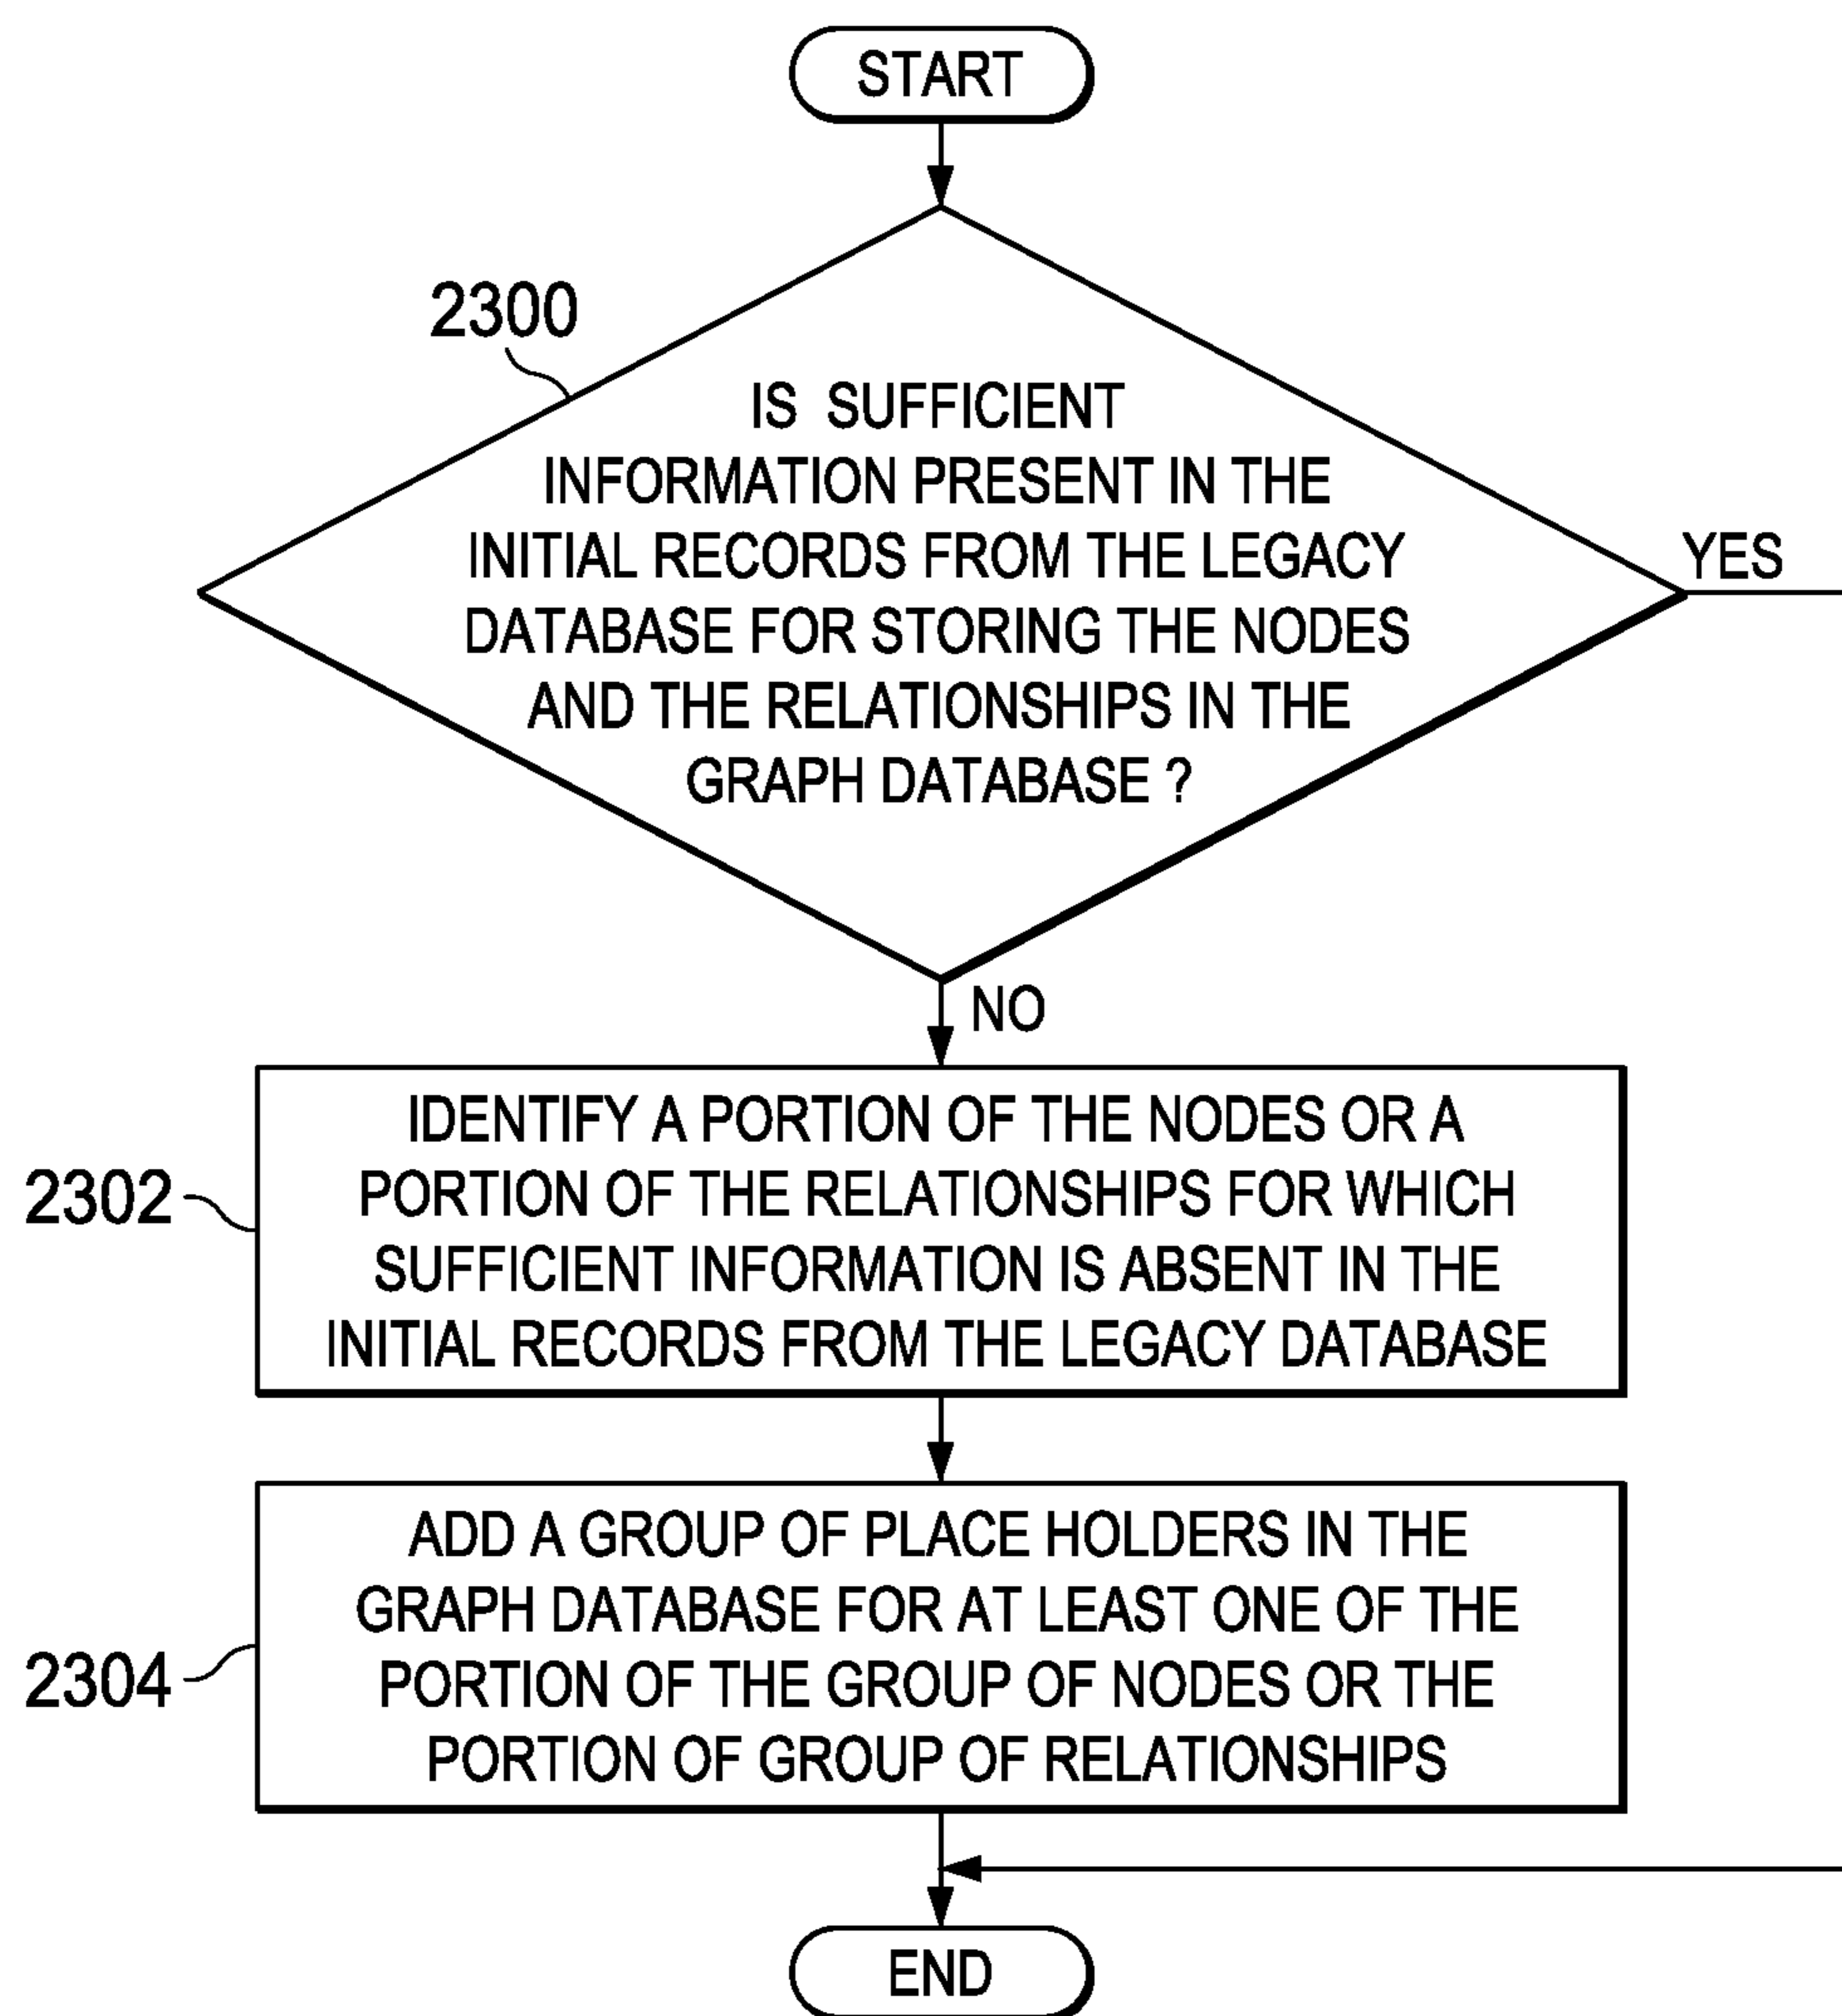 START
2300
IS SUFFICIENT
INFORMATION PRESENT IN THE
INITIAL RECORDS FROM THE LEGACY
DATABASE FOR STORING THE NODES
AND THE RELATIONSHIPS IN THE
GRAPH DATABASE ?
YES
NO
2302
IDENTIFY A PORTION OF THE NODES OR A
PORTION OF THE RELATIONSHIPS FOR WHICH
SUFFICIENT INFORMATION IS ABSENT IN THE
INITIAL RECORDS FROM THE LEGACY DATABASE
2304
ADD A GROUP OF PLACE HOLDERS IN THE
GRAPH DATABASE FOR AT LEAST ONE OF THE
PORTION OF THE GROUP OF NODES OR THE
PORTION OF GROUP OF RELATIONSHIPS
END